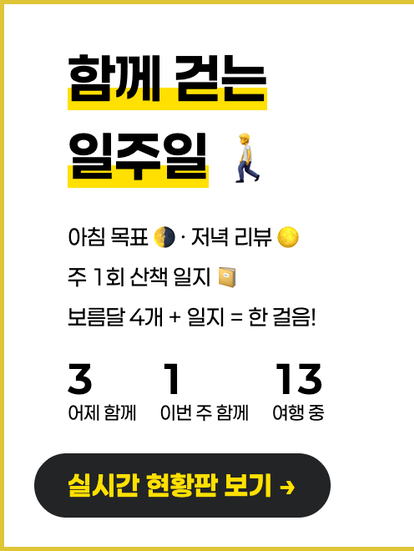 함께 걷는
일주일 🚶
아침 목표 🌗 · 저녁 리뷰 🌕
주 1회 산책 일지 📔
보름달 4개 + 일지 = 한 걸음!
3 1 13
어제 함께 이번 주 함께 여행 중
실시간 현황판 보기 →